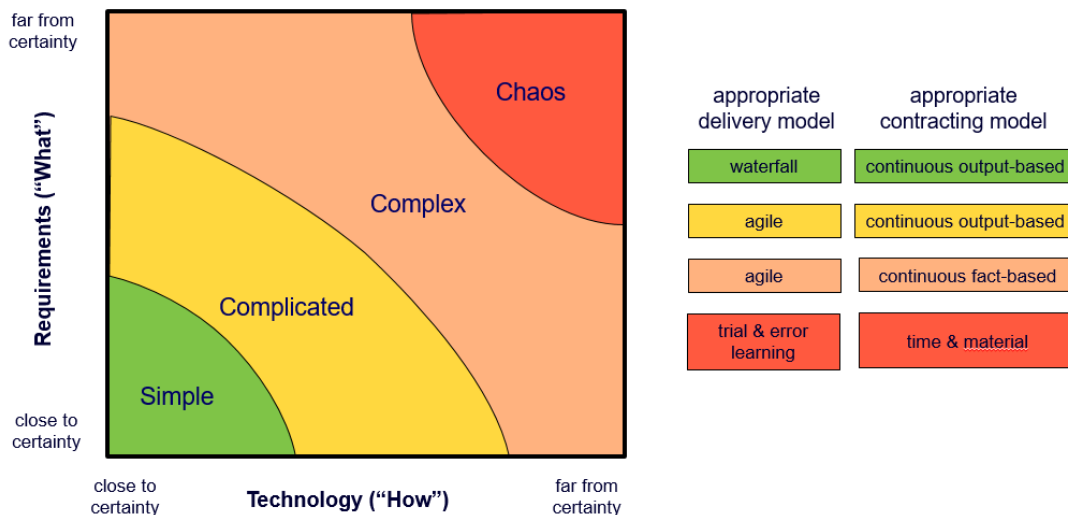 far from
certainty
Chaos
Complex
Complicated
Simple
Requirements (“What”)
close to
certainty
close to
certainty
Technology (“How”)
far from
certainty
appropriate
delivery model
appropriate
contracting model
waterfall
continuous output-based
agile
continuous output-based
agile
continuous fact-based
trial & error
learning
time & material